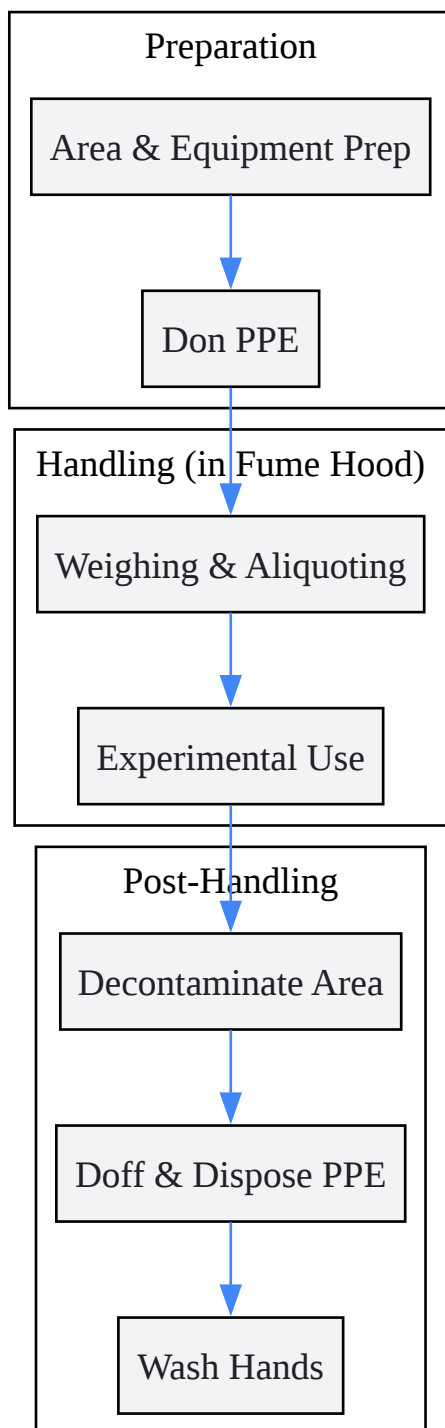 Preparation
Area & Equipment Prep
Don PPE
Handling (in Fume Hood)
Weighing & Aliquoting
Experimental Use
Post-Handling
Decontaminate Area
Doff & Dispose PPE
Wash Hands